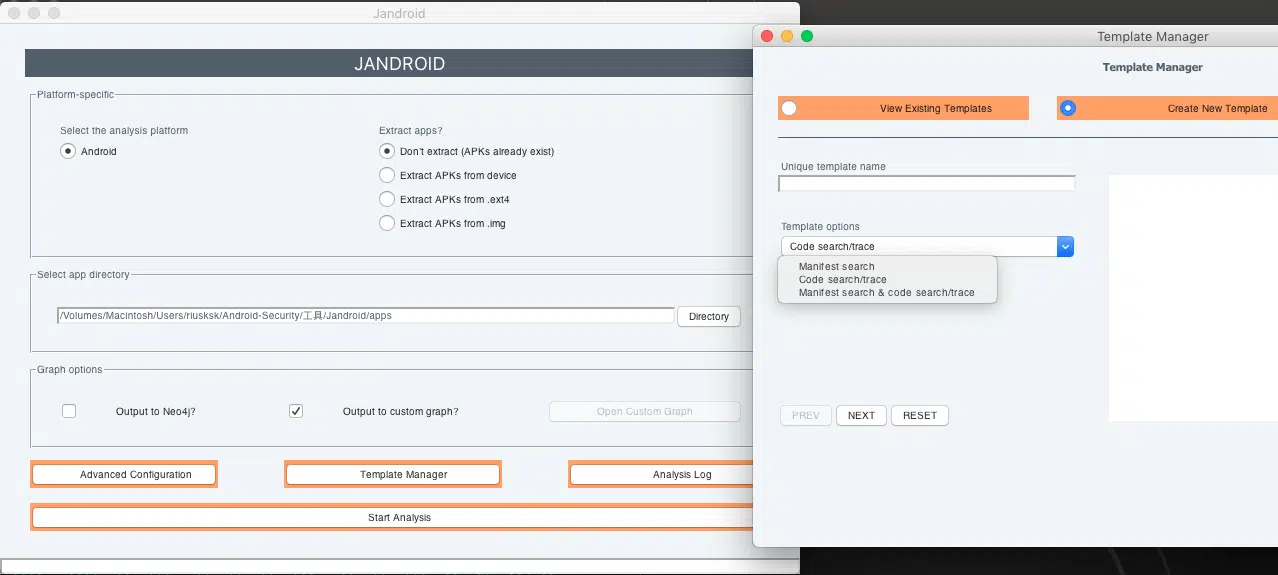 Jandroid
JANDROID
Platform-specific
Select the analysis platform
Android
Extract apps?
Don't extract (APKs already exist)
Extract APKs from device
Extract APKs from .ext4
Extract APKs from .img
Select app directory
/Volumes/Macintosh/Users/riusksk/Android-Security/工具/Jandroid/apps
Directory
Graph options
Output to Neo4j?
Output to custom graph?
Open Custom Graph
Advanced Configuration
Template Manager
Analysis Log
Start Analysis
Template Manager
Template Manager
View Existing Templates
Create New Template
Unique template name
Template options
Code search/trace
Manifest search
Code search/trace
Manifest search & code search/trace
PREV
NEXT
RESET